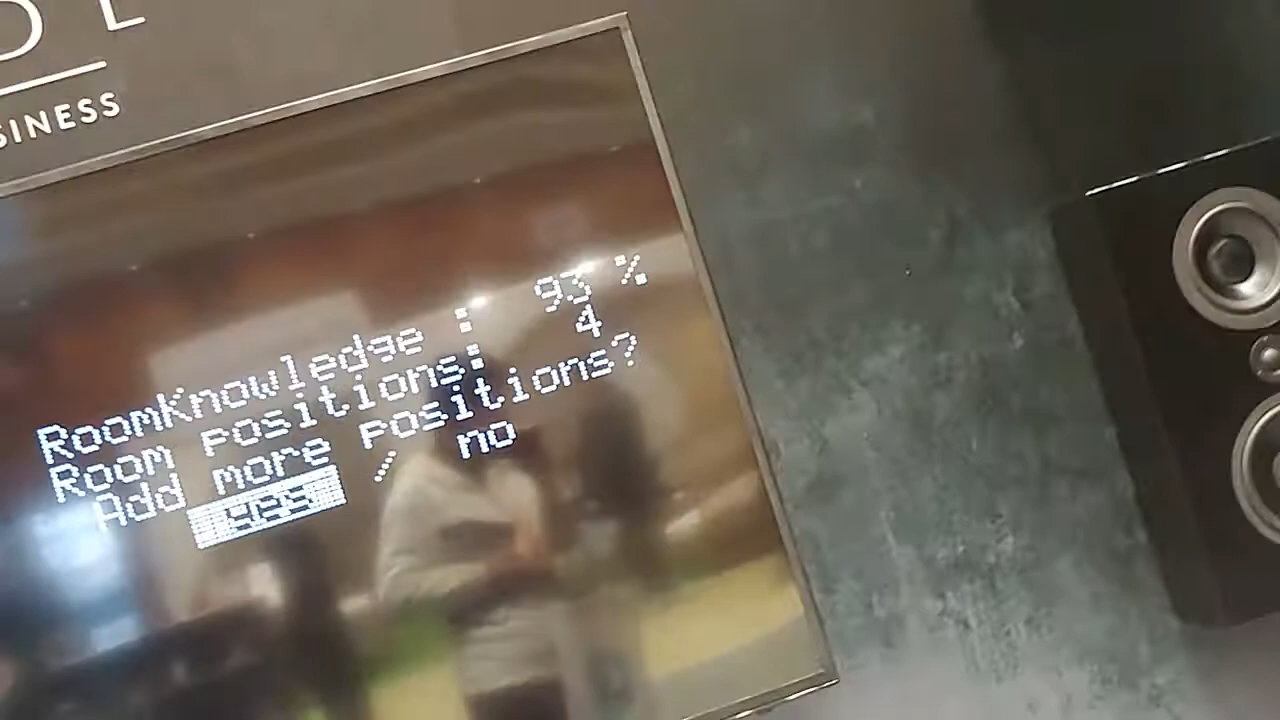 D L
SINESS
RoomKnowledge : 93 %
Room positions: 4
Add more positions?
yes / no